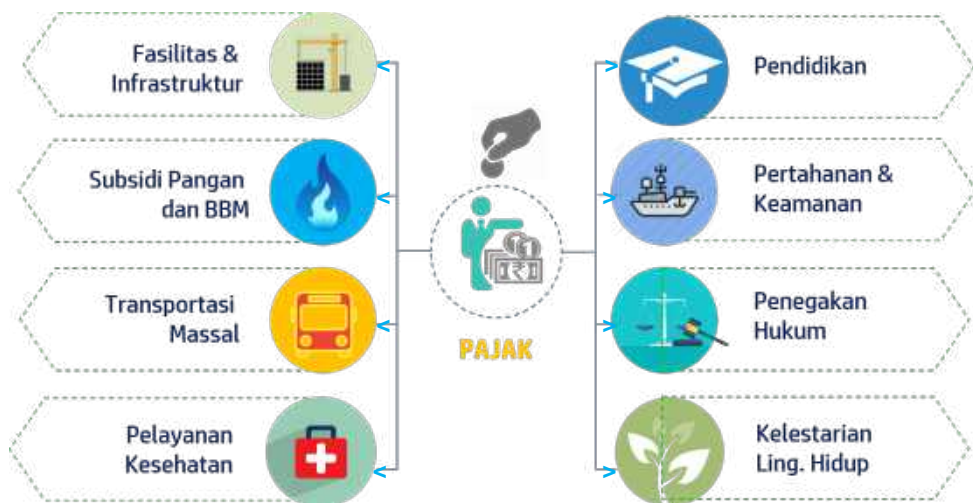 Fasilitas &
Infrastruktur
Subsidi Pangan
dan BBM
Transportasi
Massal
Pelayanan
Kesehatan
PAJAK
Pendidikan
Pertahanan &
Keamanan
Penegakan
Hukum
Kelestarian
Ling. Hidup